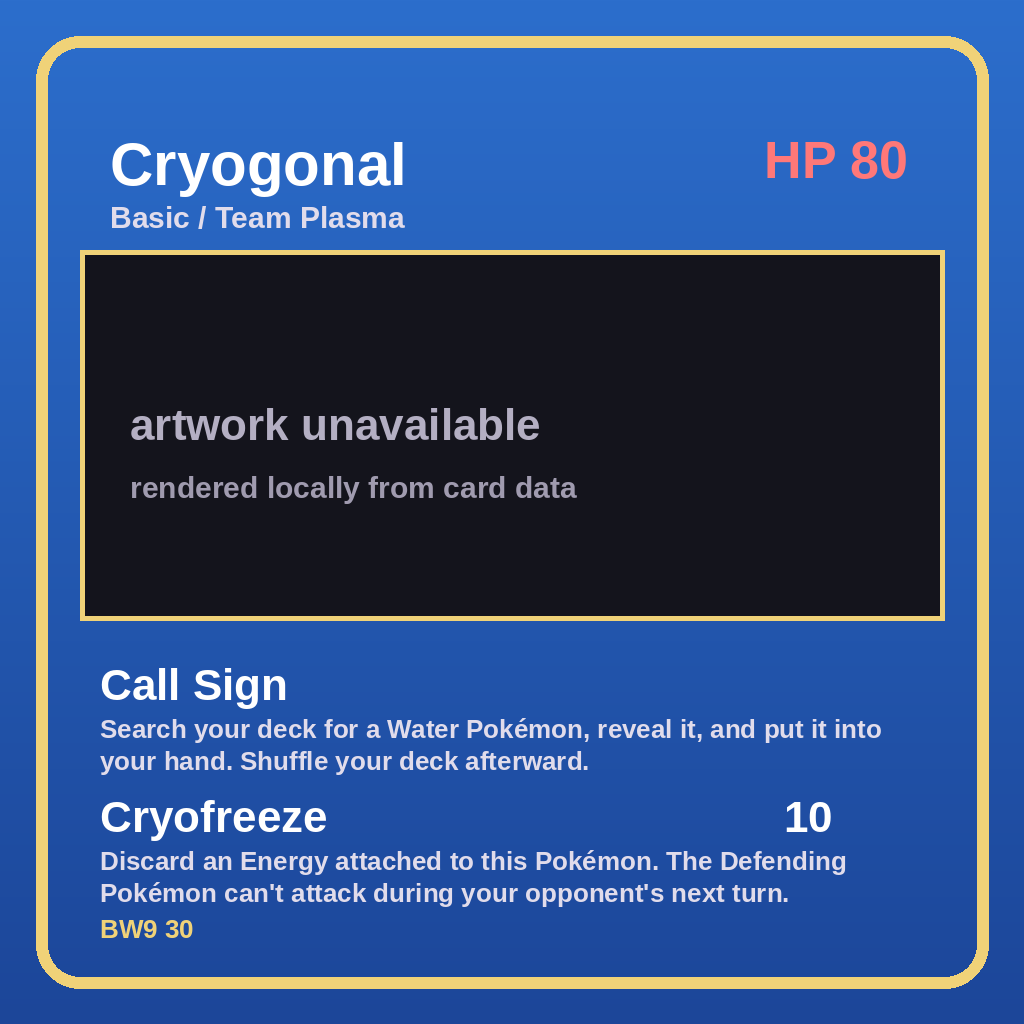 Cryogonal
HP 80
Basic / Team Plasma
artwork unavailable
rendered locally from card data
Call Sign
Search your deck for a Water Pokémon, reveal it, and put it into
your hand. Shuffle your deck afterward.
Cryofreeze 10
Discard an Energy attached to this Pokémon. The Defending
Pokémon can't attack during your opponent's next turn.
BW9 30